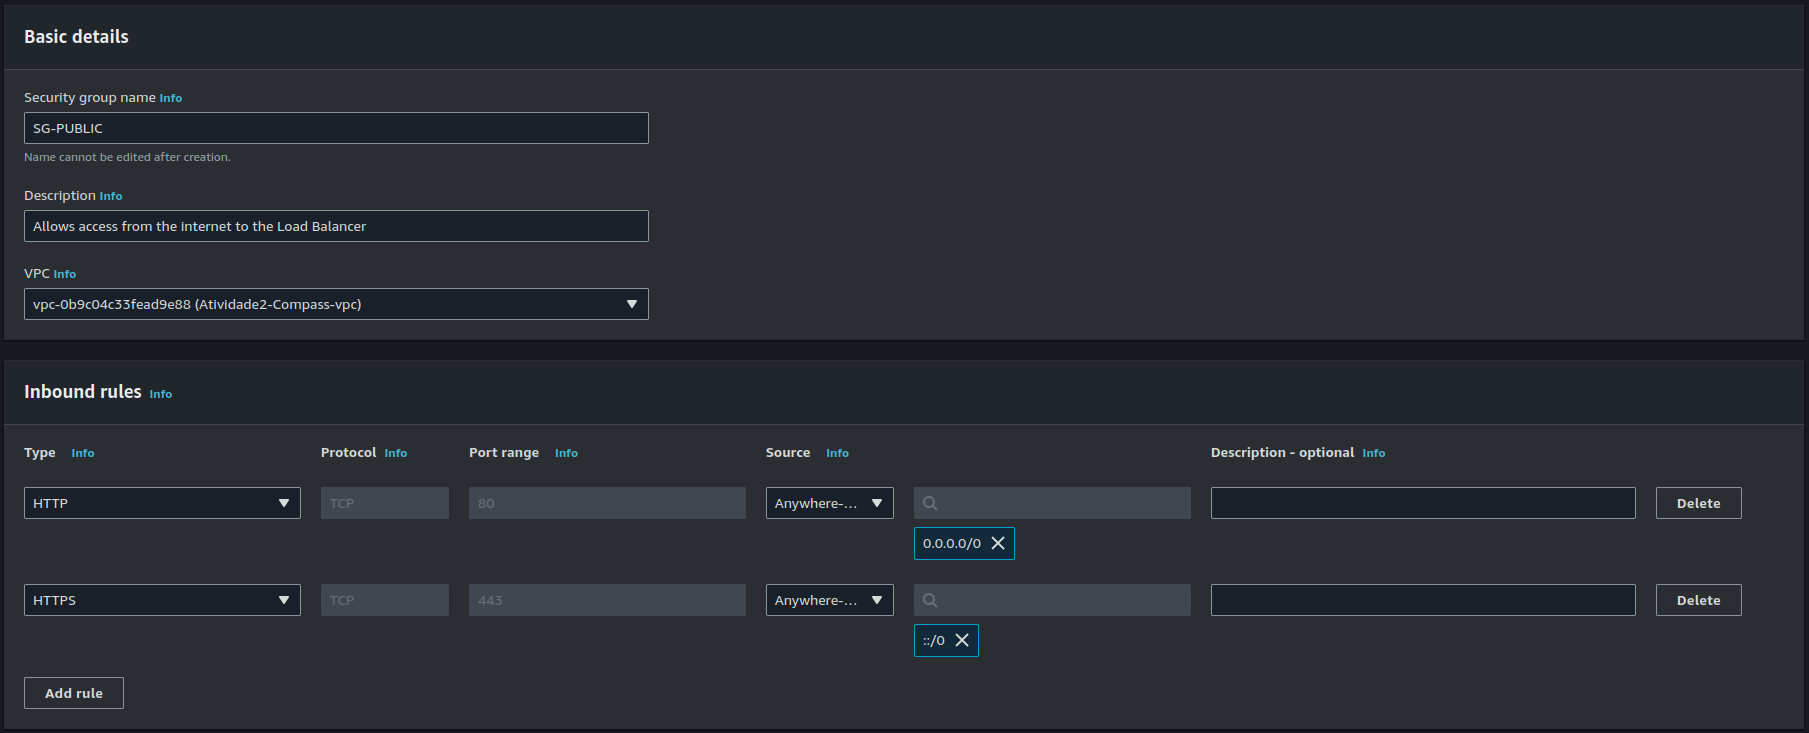 Basic details
Security group name Info
SG-PUBLIC
Name cannot be edited after creation.
Description Info
Allows access from the internet to the Load Balancer
VPC Info
vpc-0b9c04c33fead9e88 (Atividade2-Compass-vpc)
Inbound rules Info
Type Info Protocol Info Port range Info Source Info Description - optional Info
HTTP TCP 80 Anywhere-... Delete
0.0.0.0/0
HTTPS TCP 443 Anywhere-... Delete
::/0
Add rule